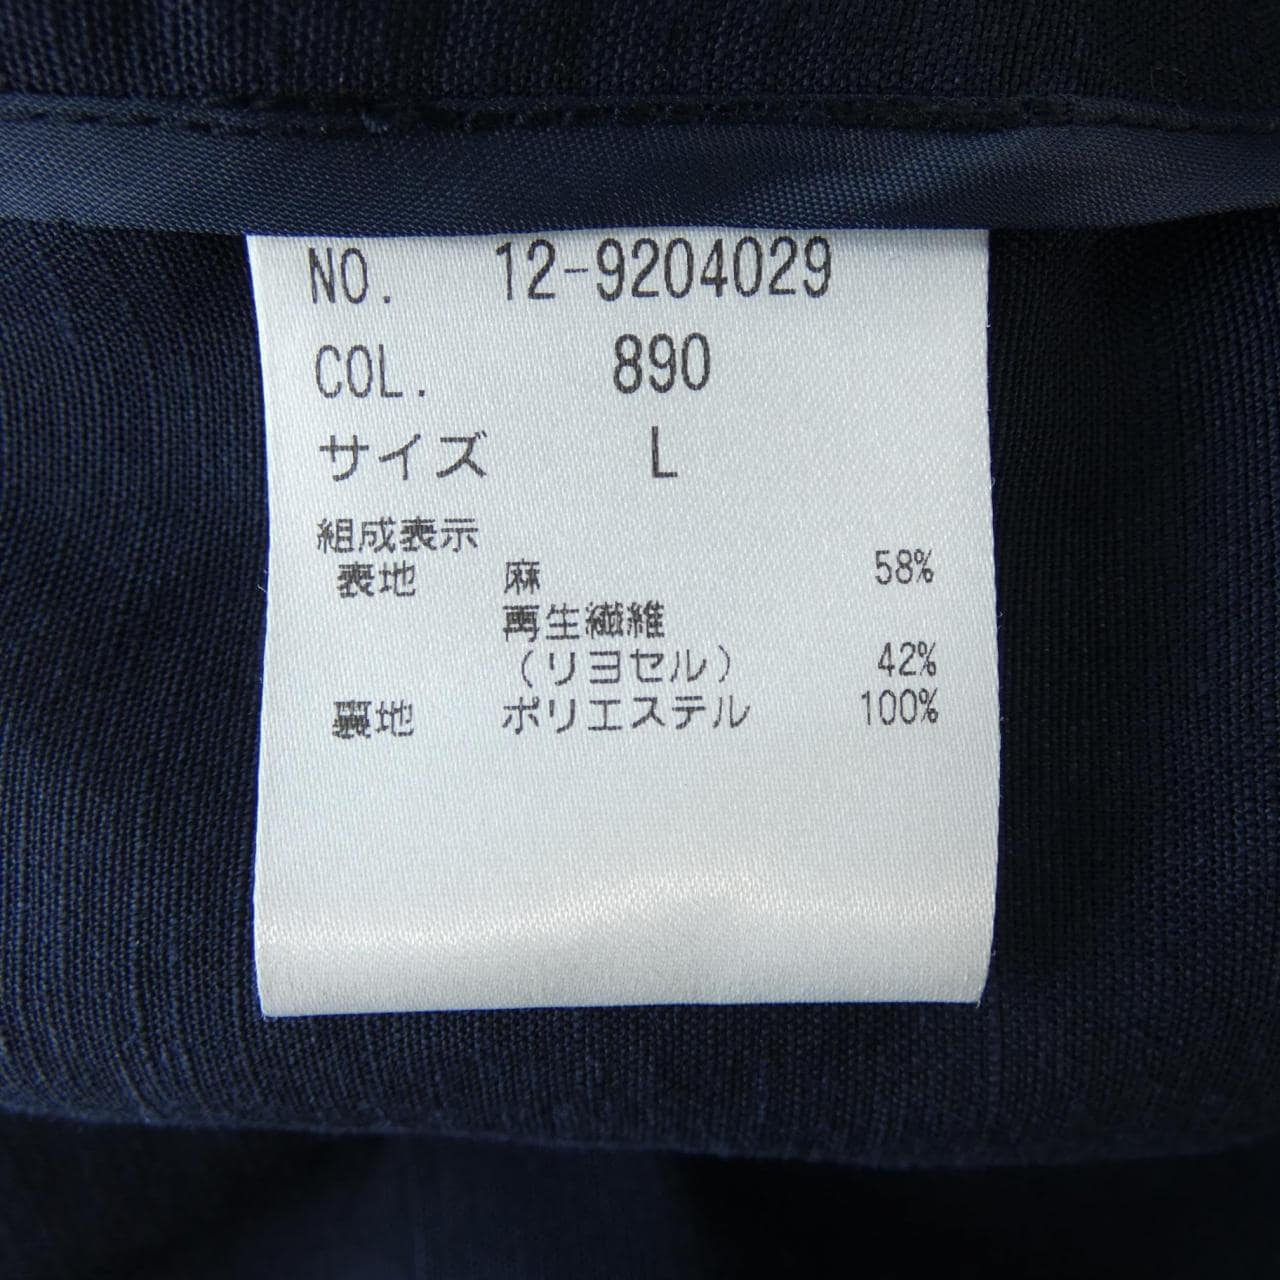 NO. 12-9204029
COL. 890
サイズ L
組成表示
表地 麻 58%
再生繊維
(リヨセル) 42%
裏地 ポリエステル 100%